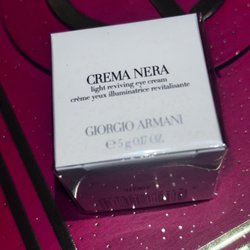 CREMA NERA
light reviving eye cream
crème yeux illuminatrice revitalisante
GIORGIO ARMANI
℮ 5 g 0.17 OZ.